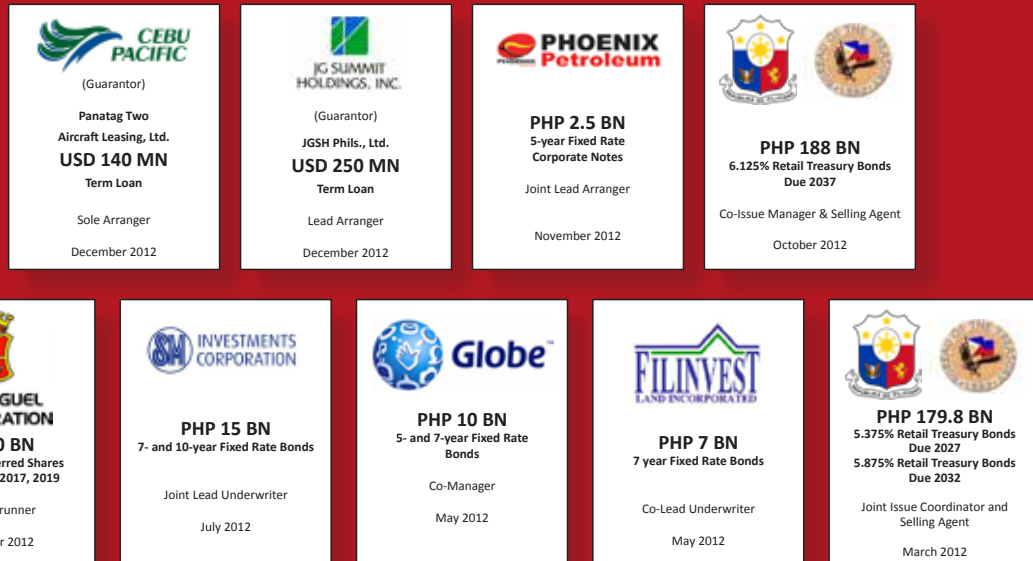 CEBU
PACIFIC
(Guarantor)
Panatag Two
Aircraft Leasing, Ltd.
USD 140 MN
Term Loan
Sole Arranger
December 2012
JG SUMMIT
HOLDINGS, INC.
(Guarantor)
JGSH Phils., Ltd.
USD 250 MN
Term Loan
Lead Arranger
December 2012
PHOENIX
Petroleum
PHP 2.5 BN
5-year Fixed Rate
Corporate Notes
Joint Lead Arranger
November 2012
PHP 188 BN
6.125% Retail Treasury Bonds
Due 2037
Co-Issue Manager & Selling Agent
October 2012
GUEL
RATION
0 BN
erred Shares
2017, 2019
runner
r 2012
SM INVESTMENTS
CORPORATION
PHP 15 BN
7- and 10-year Fixed Rate Bonds
Joint Lead Underwriter
July 2012
Globe
PHP 10 BN
5- and 7-year Fixed Rate
Bonds
Co-Manager
May 2012
FILINVEST
LAND INCORPORATED
PHP 7 BN
7 year Fixed Rate Bonds
Co-Lead Underwriter
May 2012
PHP 179.8 BN
5.375% Retail Treasury Bonds
Due 2027
5.875% Retail Treasury Bonds
Due 2032
Joint Issue Coordinator and
Selling Agent
March 2012